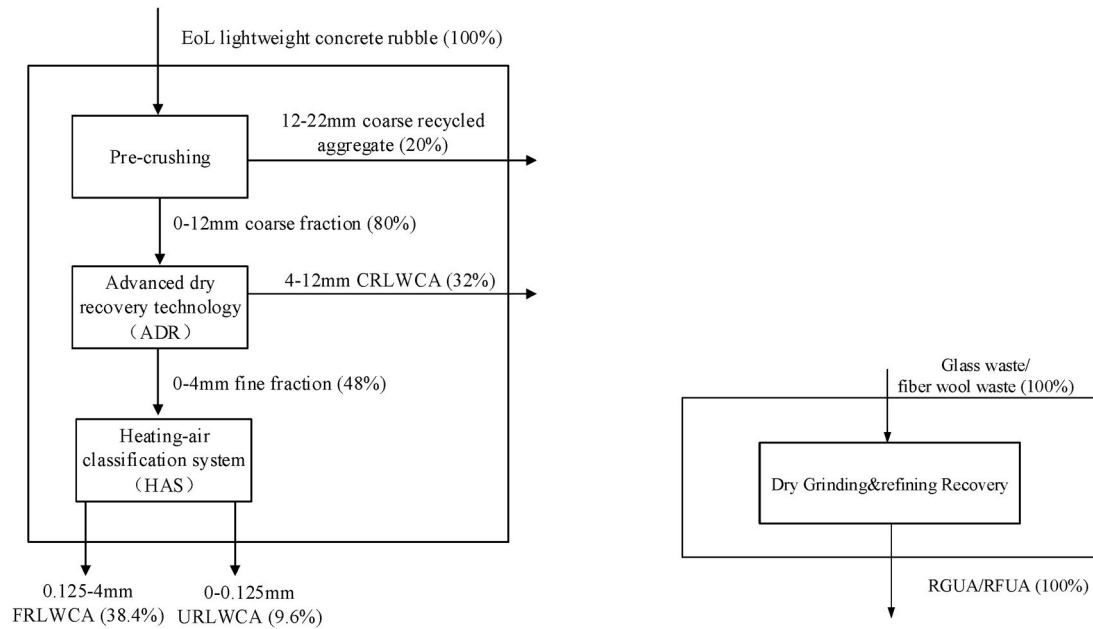 EoL lightweight concrete rubble (100%)
Pre-crushing
12-22mm coarse recycled
aggregate (20%)
0-12mm coarse fraction (80%)
Advanced dry
recovery technology
（ADR）
4-12mm CRLWCA (32%)
0-4mm fine fraction (48%)
Heating-air
classification system
（HAS）
0.125-4mm
FRLWCA (38.4%)
0-0.125mm
URLWCA (9.6%)
Glass waste/
fiber wool waste (100%)
Dry Grinding&refining Recovery
RGUA/RFUA (100%)